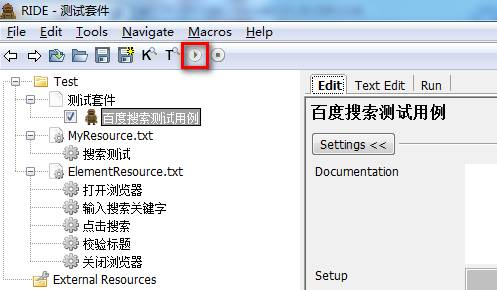 RIDE - 测试套件
File Edit Tools Navigate Macros Help
K T
Test
测试套件
百度搜索测试用例
MyResource.txt
搜索测试
ElementResource.txt
打开浏览器
输入搜索关键字
点击搜索
校验标题
关闭浏览器
External Resources
Edit Text Edit Run
百度搜索测试用例
Settings <<
Documentation
Setup